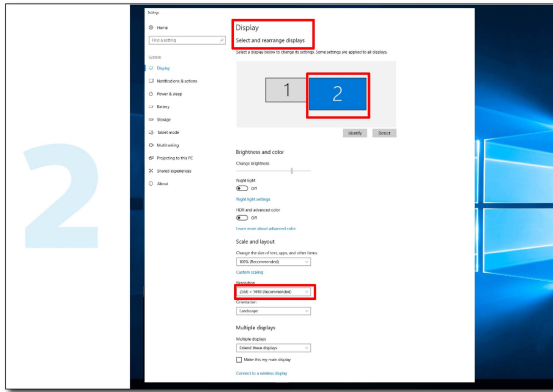 2
Settings
Home
Find a setting
System
Display
Notifications & actions
Power & sleep
Battery
Storage
Tablet mode
Multitasking
Projecting to this PC
Shared experiences
About
Display
Select and rearrange displays
Select a display below to change its settings. Some settings are applied to all displays.
1
2
Identify
Detect
Brightness and color
Change brightness
Night light
Off
Night light settings
HDR and advanced color
Off
Learn more about advanced color
Scale and layout
Change the size of text, apps, and other items
100% (Recommended)
Custom scaling
Resolution
(Recommended)
Orientation
Landscape
Multiple displays
Multiple displays
Extend these displays
Make this my main display
Connect to a wireless display